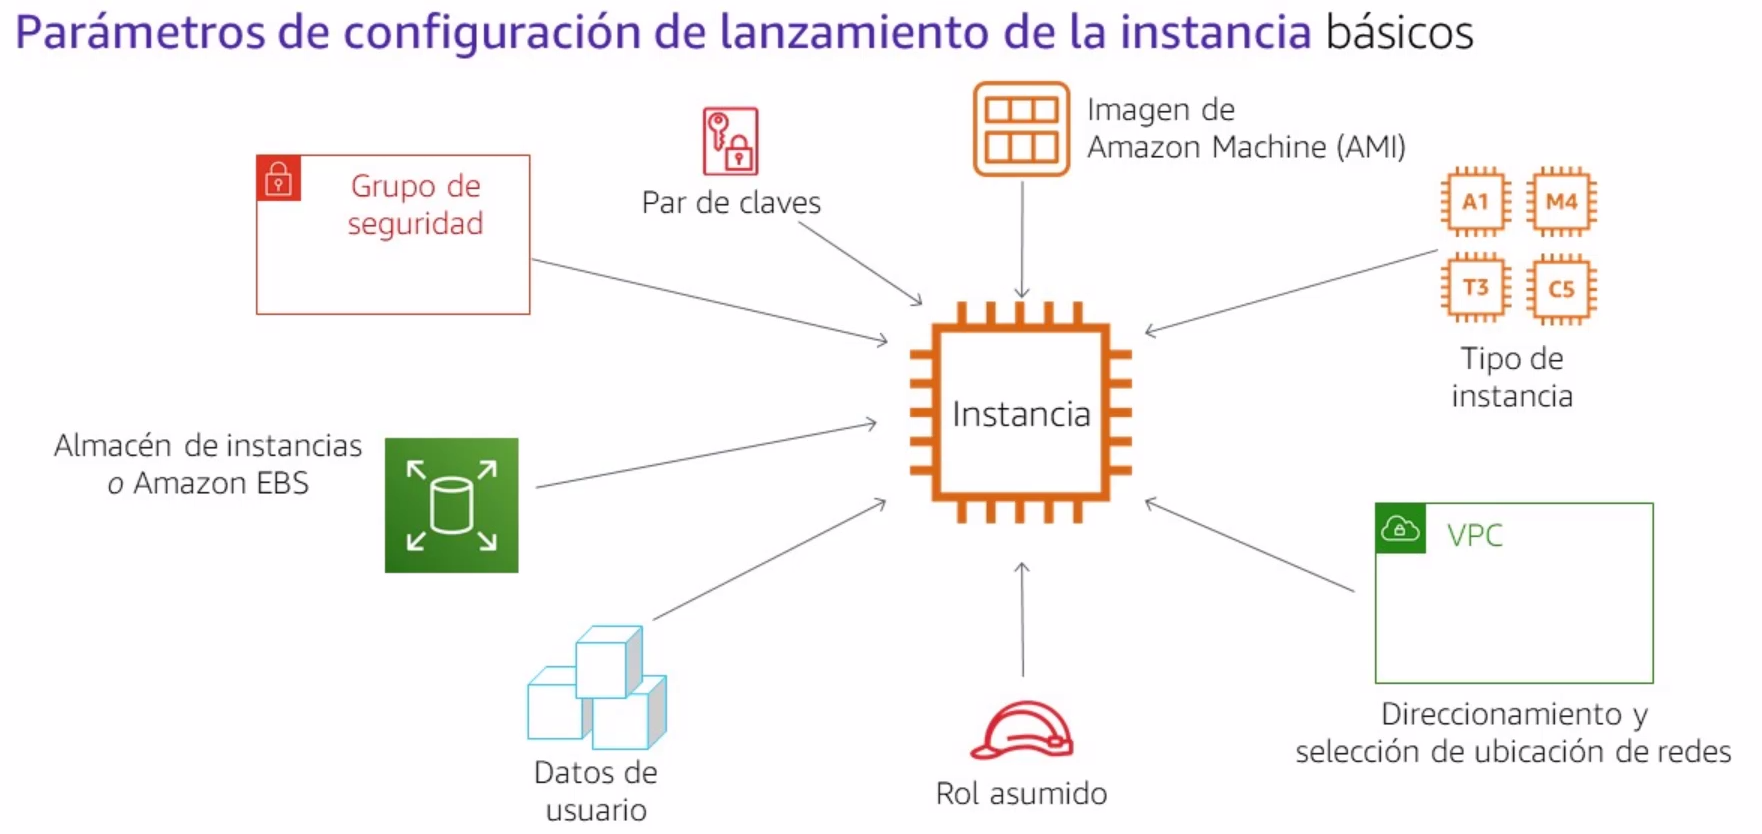 Parámetros de configuración de lanzamiento de la instancia básicos
Imagen de
Amazon Machine (AMI)
Par de claves
Grupo de
seguridad
A1
M4
T3
C5
Tipo de
instancia
Instancia
Almacén de instancias
o Amazon EBS
VPC
Direccionamiento y
selección de ubicación de redes
Datos de
usuario
Rol asumido